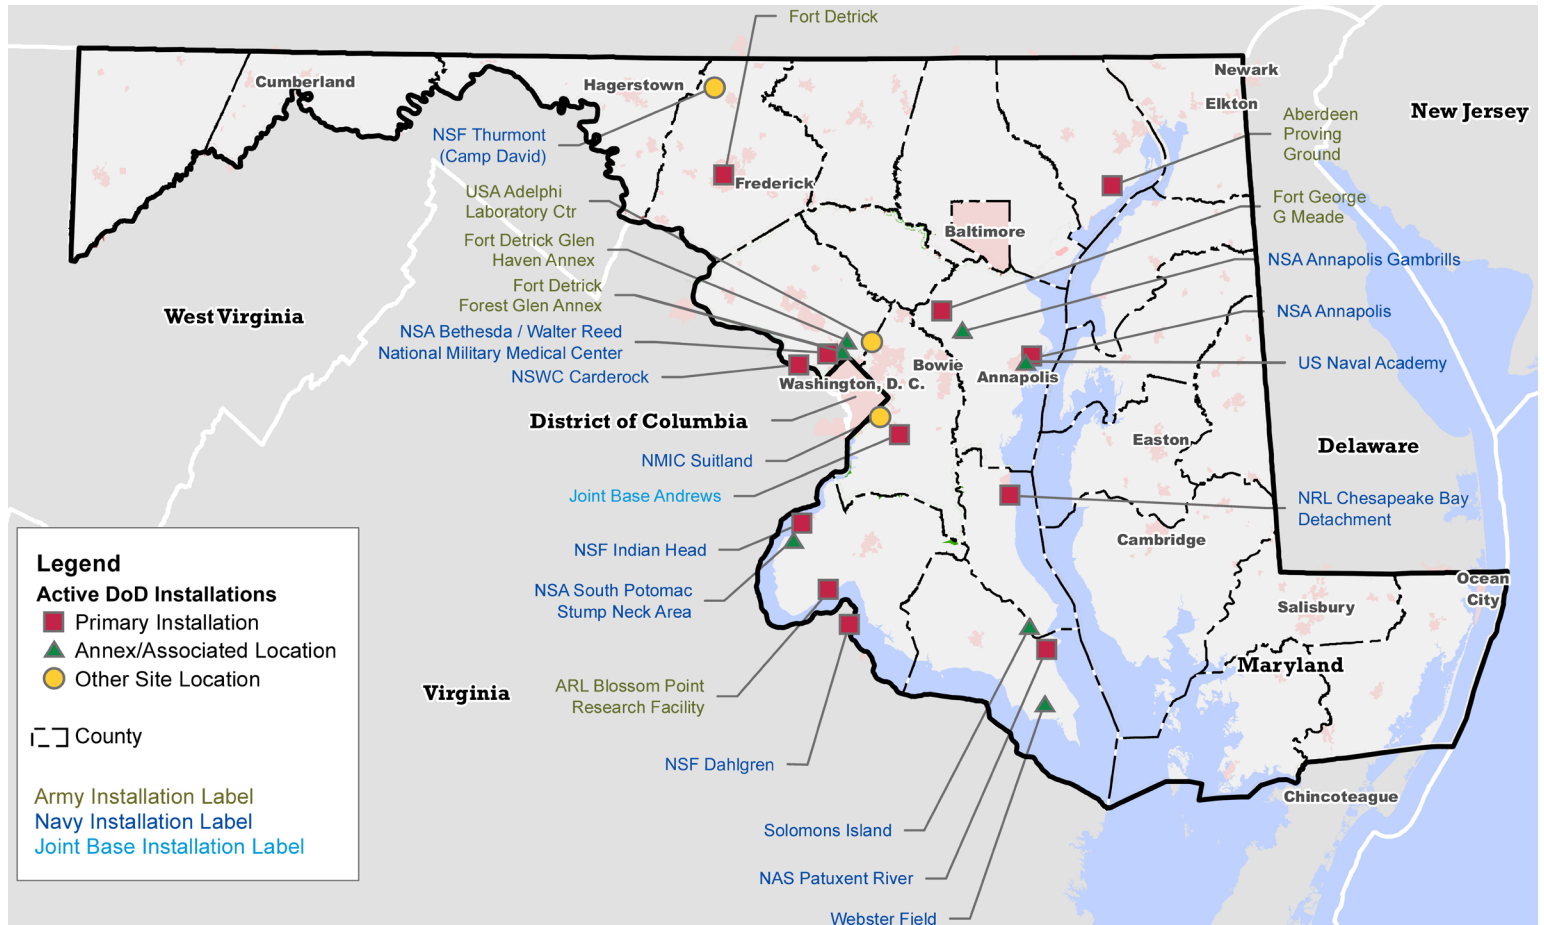 Fort Detrick
Newark
Cumberland
Hagerstown
Elkton
New Jersey
Aberdeen
Proving
Ground
NSF Thurmont
(Camp David)
Frederick
USA Adelphi
Laboratory Ctr
Fort George
G Meade
Baltimore
Fort Detrick Glen
Haven Annex
NSA Annapolis Gambrills
Fort Detrick
Forest Glen Annex
West Virginia
NSA Annapolis
NSA Bethesda / Walter Reed
National Military Medical Center
NSWC Carderock
Bowie
Annapolis
US Naval Academy
Washington, D. C.
District of Columbia
Easton
Delaware
NMIC Suitland
Joint Base Andrews
NRL Chesapeake Bay
Detachment
NSF Indian Head
Cambridge
NSA South Potomac
Stump Neck Area
Ocean
City
Salisbury
Maryland
Virginia
ARL Blossom Point
Research Facility
NSF Dahlgren
Chincoteague
Solomons Island
NAS Patuxent River
Webster Field
Legend
Active DoD Installations
Primary Installation
Annex/Associated Location
Other Site Location
County
Army Installation Label
Navy Installation Label
Joint Base Installation Label